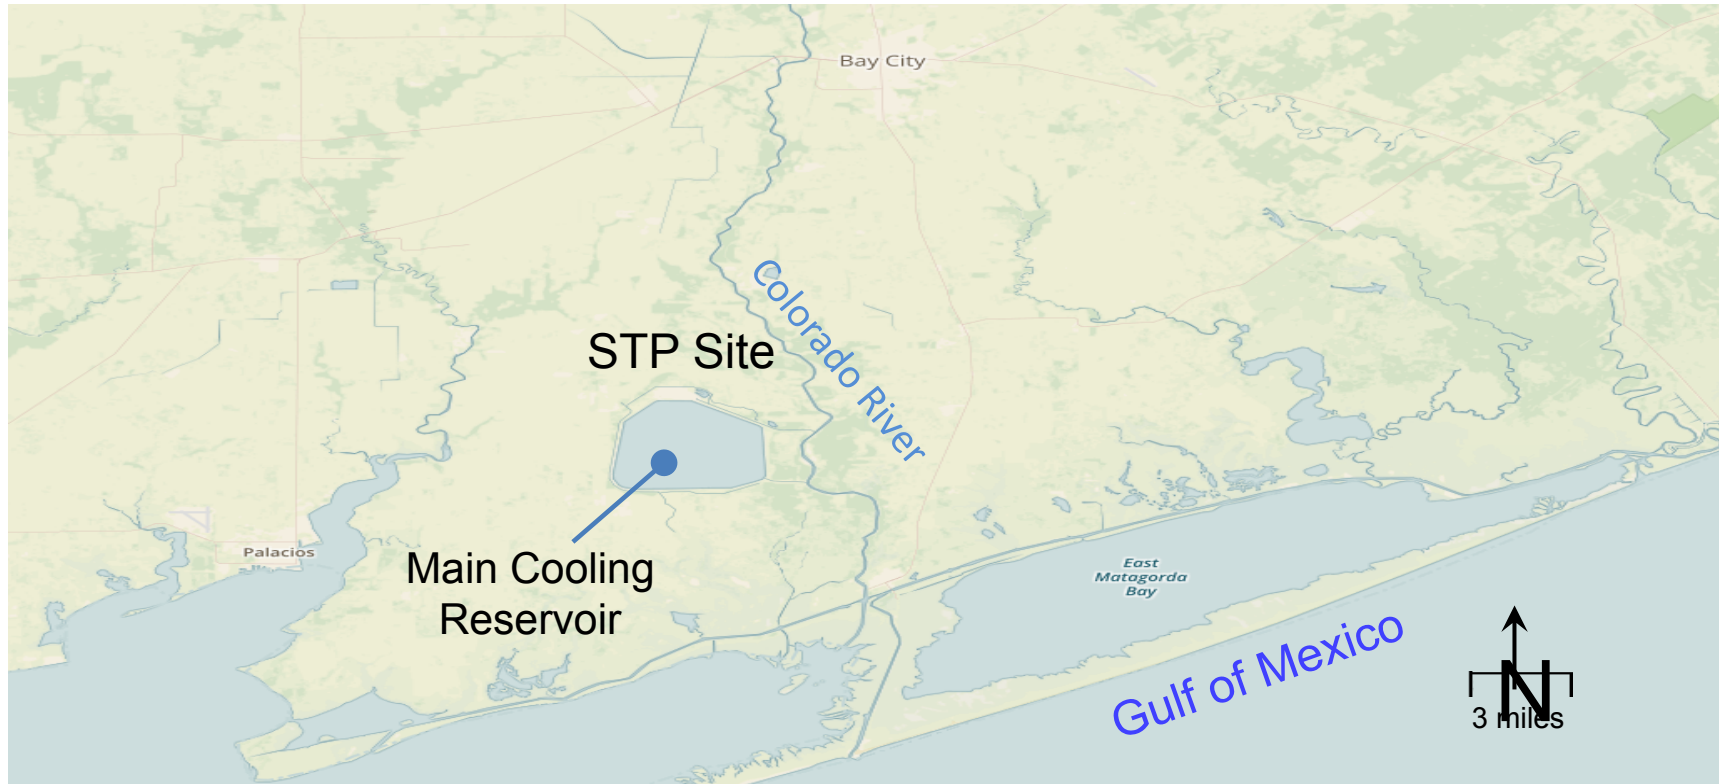 Bay City
Colorado River
STP Site
Main Cooling
Reservoir
Palacios
East
Matagorda
Bay
Gulf of Mexico
N
3 miles